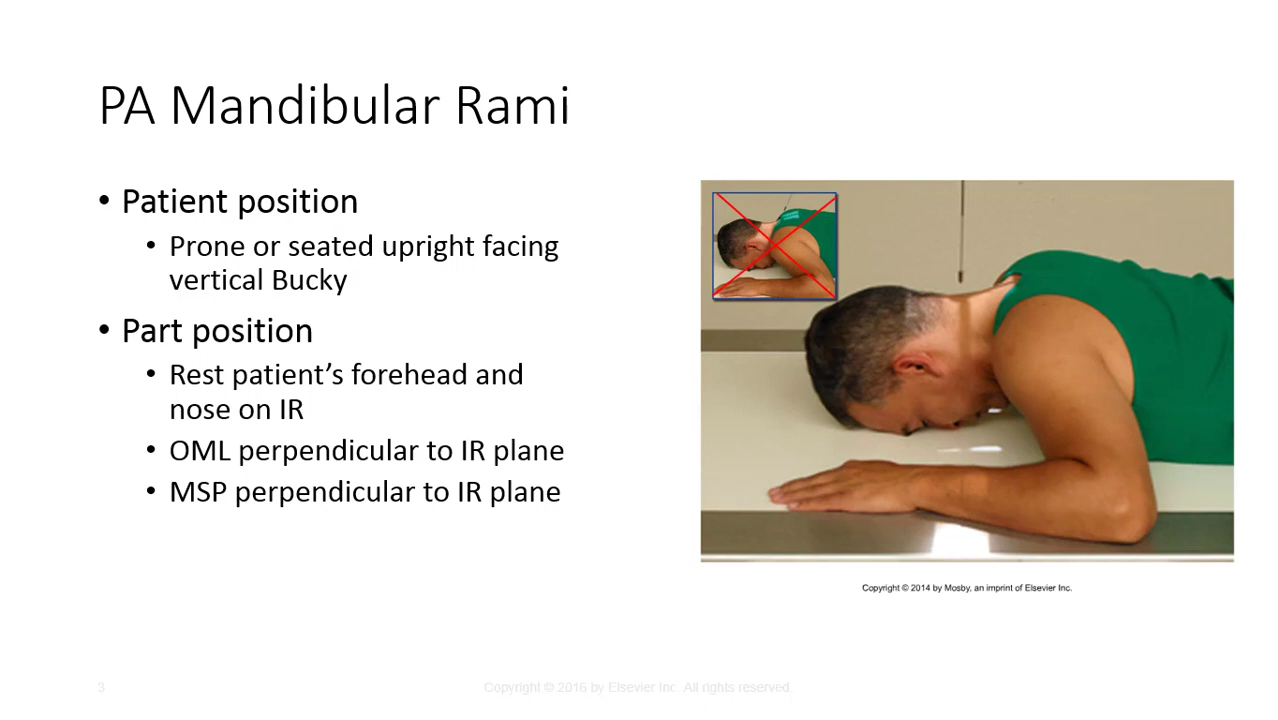 PA Mandibular Rami
• Patient position
• Prone or seated upright facing
vertical Bucky
• Part position
• Rest patient’s forehead and
nose on IR
• OML perpendicular to IR plane
• MSP perpendicular to IR plane
Copyright © 2014 by Mosby, an imprint of Elsevier Inc.
3
Copyright © 2016 by Elsevier Inc. All rights reserved.